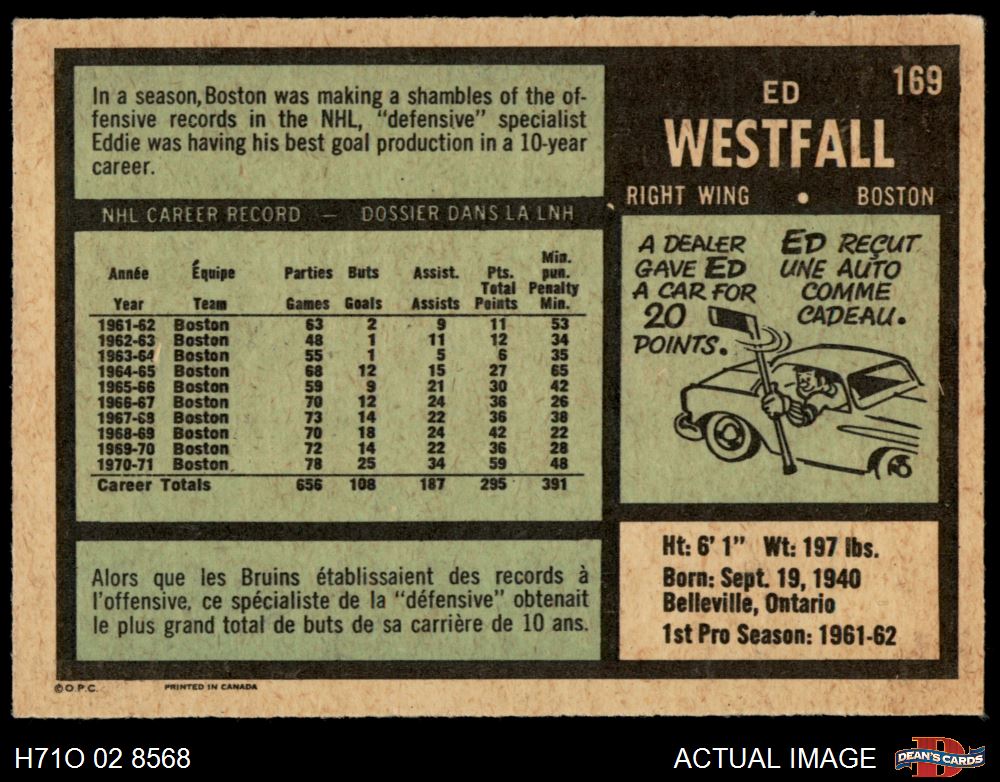 169
ED
WESTFALL
RIGHT WING • BOSTON
In a season, Boston was making a shambles of the of-
fensive records in the NHL, "defensive" specialist
Eddie was having his best goal production in a 10-year
career.
NHL CAREER RECORD — DOSSIER DANS LA LNH
Année Équipe Parties Buts Assist. Pts. Total Min. pun.
Year Team Games Goals Assists Points Penalty Min.
1961-62 Boston 63 2 9 11 53
1962-63 Boston 48 1 11 12 34
1963-64 Boston 55 1 5 6 35
1964-65 Boston 68 12 15 27 65
1965-66 Boston 59 9 21 30 42
1966-67 Boston 70 12 24 36 26
1967-68 Boston 73 14 22 36 38
1968-69 Boston 70 18 24 42 22
1969-70 Boston 72 14 22 36 28
1970-71 Boston 78 25 34 59 48
Career Totals 656 108 187 295 391
Alors que les Bruins établissaient des records à
l'offensive, ce spécialiste de la "défensive" obtenait
le plus grand total de buts de sa carrière de 10 ans.
A DEALER
GAVE ED
A CAR FOR
20
POINTS.
ED REÇUT
UNE AUTO
COMME
CADEAU.
Ht: 6' 1" Wt: 197 lbs.
Born: Sept. 19, 1940
Belleville, Ontario
1st Pro Season: 1961-62
© O.P.C. PRINTED IN CANADA
H71O 02 8568
ACTUAL IMAGE
DEAN'S CARDS